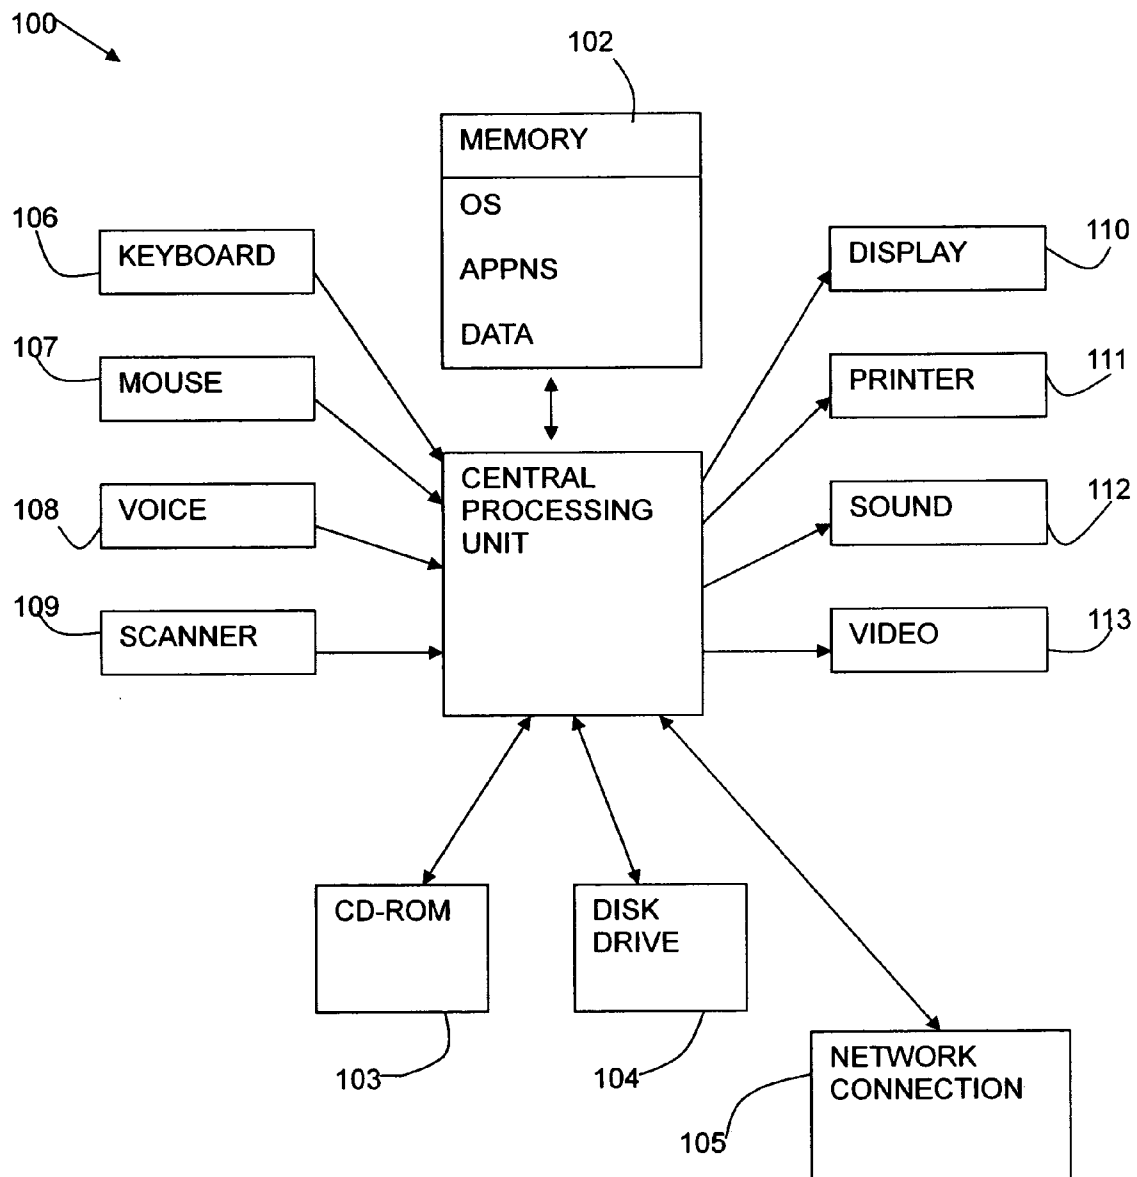 100
102
MEMORY
OS
APPNS
DATA
106
KEYBOARD
107
MOUSE
108
VOICE
109
SCANNER
CENTRAL
PROCESSING
UNIT
DISPLAY
110
PRINTER
111
SOUND
112
VIDEO
113
CD-ROM
103
DISK
DRIVE
104
NETWORK
CONNECTION
105